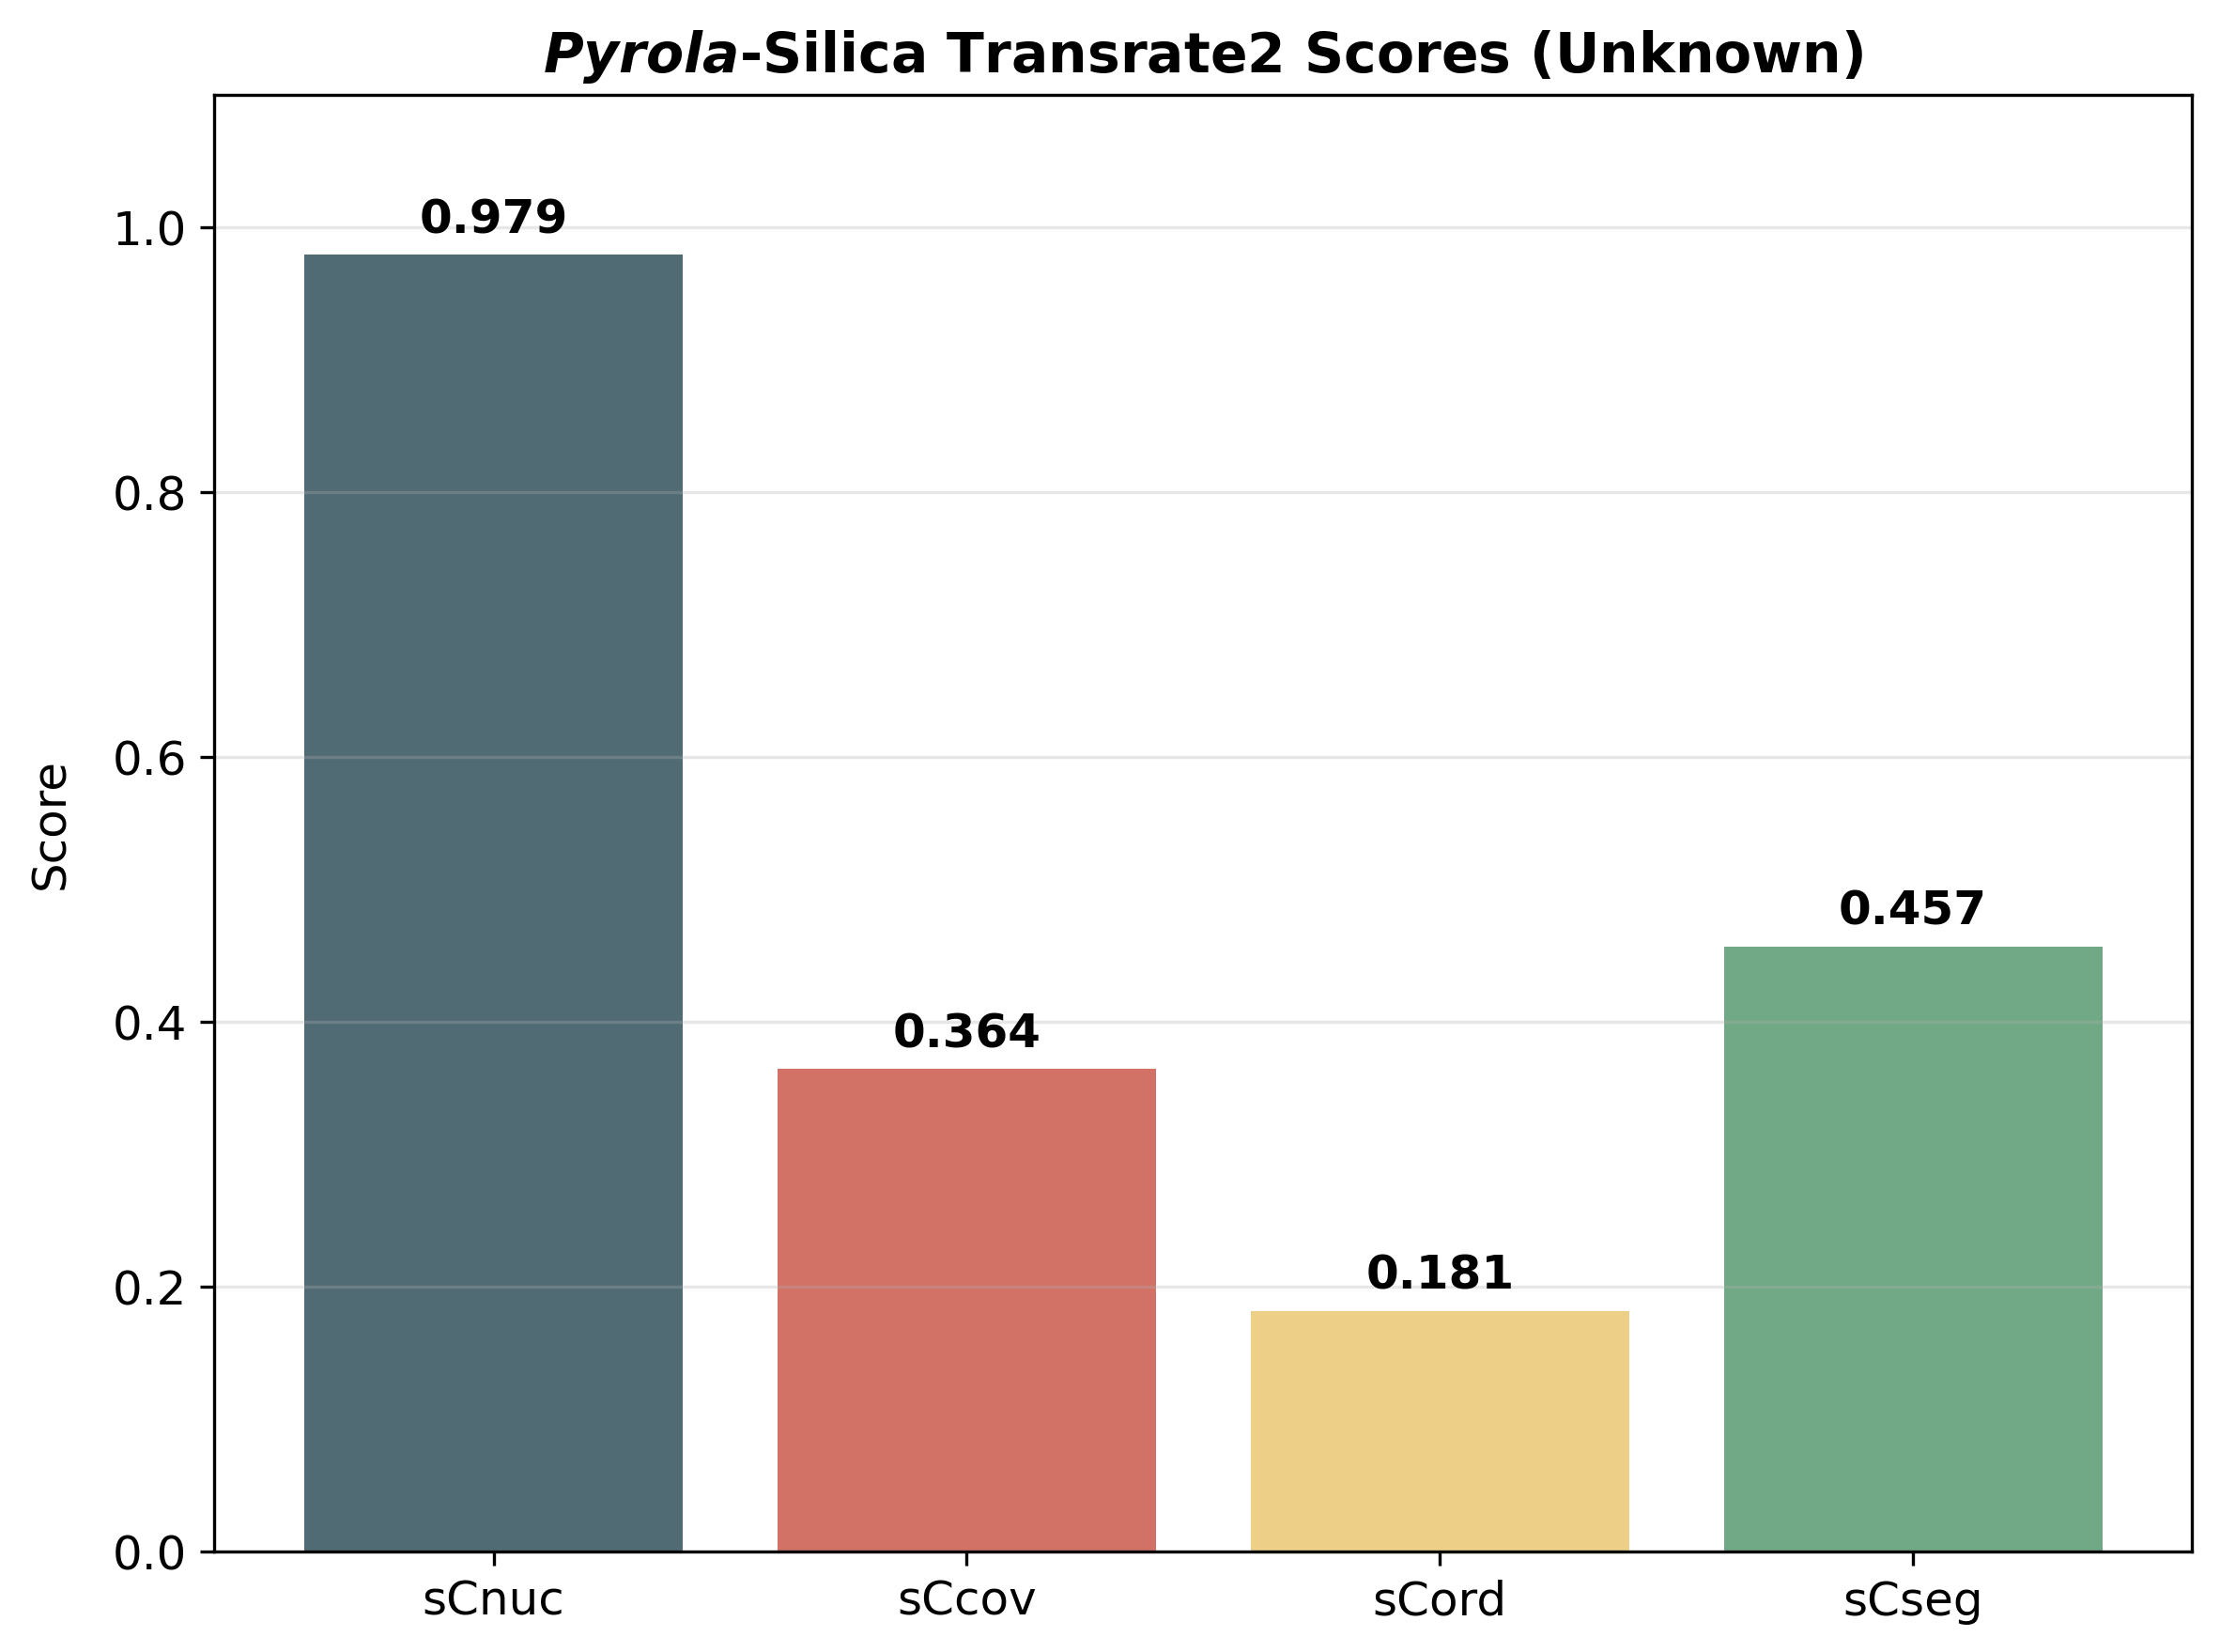 Pyrola-Silica Transrate2 Scores (Unknown)
Score
1.0
0.8
0.6
0.4
0.2
0.0
0.979
0.364
0.181
0.457
sCnuc
sCcov
sCord
sCseg